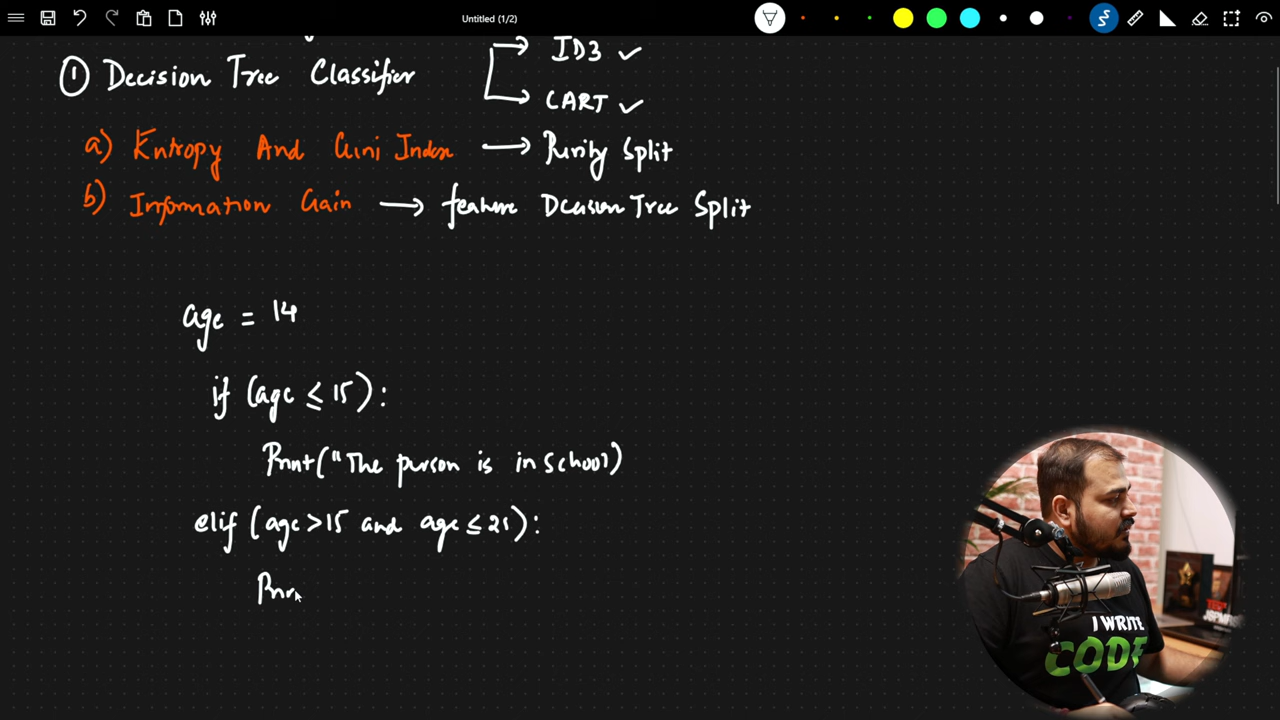 Untitled (1/2)
ID3 ✓
① Decision Tree Classifier
CART ✓
a) Entropy And Gini Index → Purity Split
b) Information Gain → feature Decision Tree Split
age = 14
if (age ≤ 15):
Print("The person is in school)
elif (age > 15 and age ≤ 21):
Prin
I WRITE
CODE